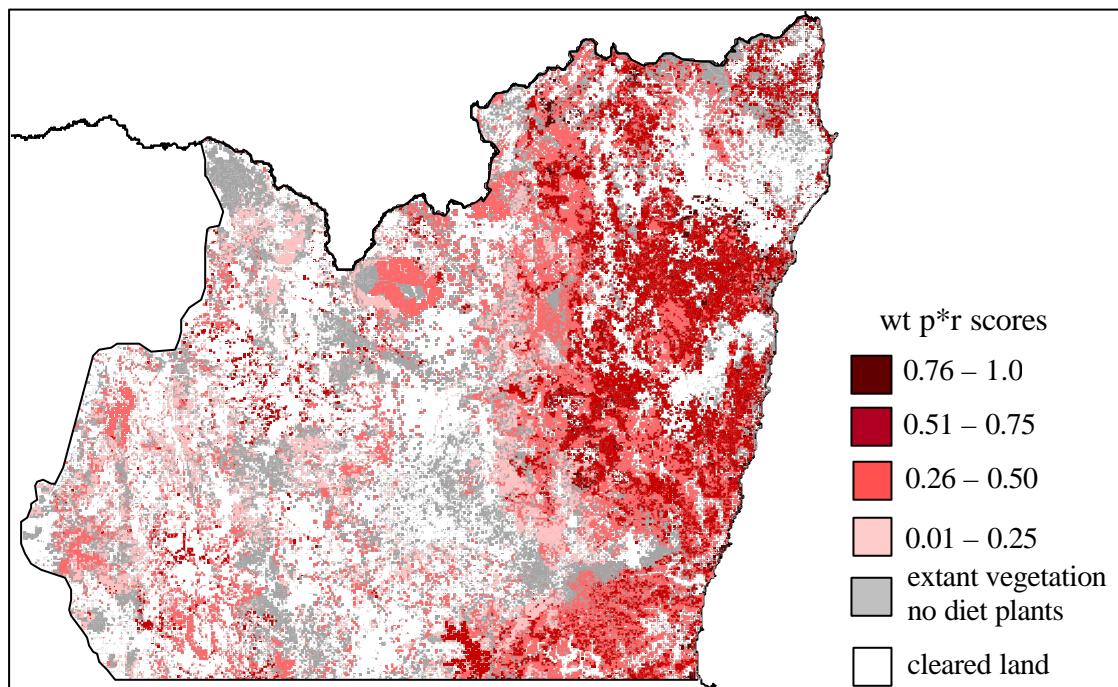 wt p*r scores
0.76 – 1.0
0.51 – 0.75
0.26 – 0.50
0.01 – 0.25
extant vegetation
no diet plants
cleared land